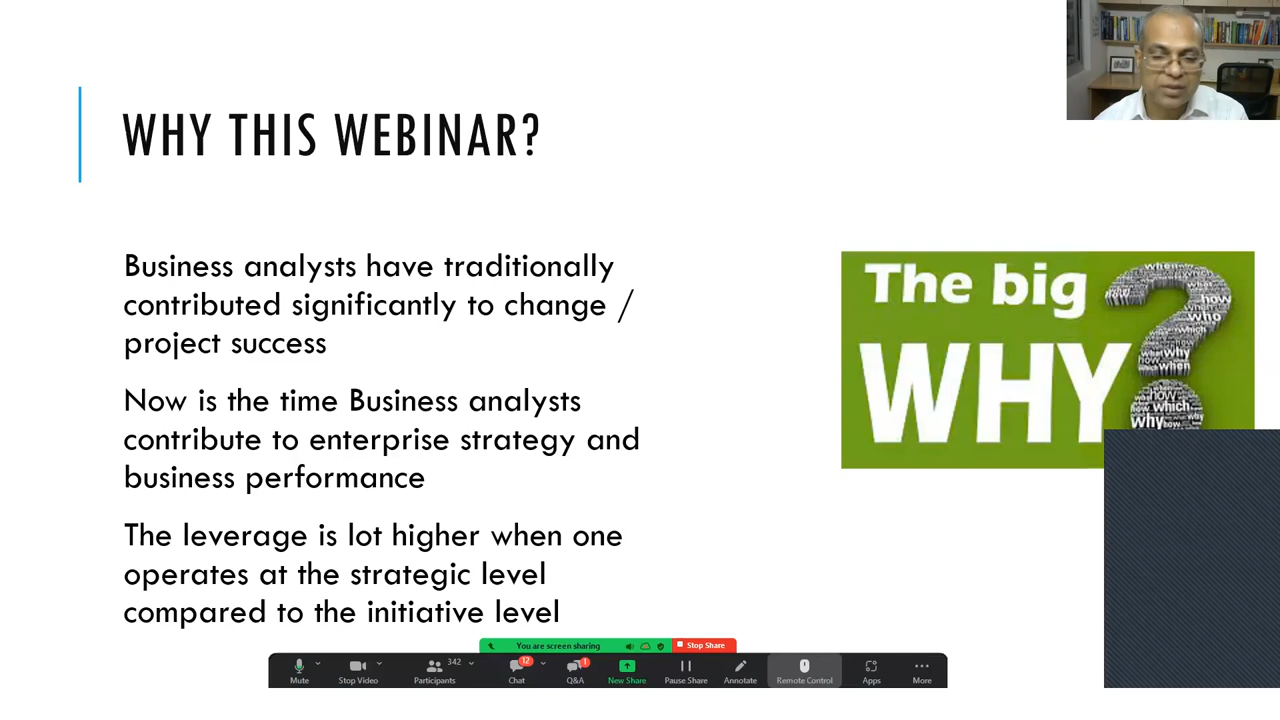 WHY THIS WEBINAR?
Business analysts have traditionally
contributed significantly to change /
project success
Now is the time Business analysts
contribute to enterprise strategy and
business performance
The leverage is lot higher when one
operates at the strategic level
compared to the initiative level
The big
WHY
You are screen sharing
Stop Share
342
12
1
Mute
Stop Video
Participants
Chat
Q&A
New Share
Pause Share
Annotate
Remote Control
Apps
More